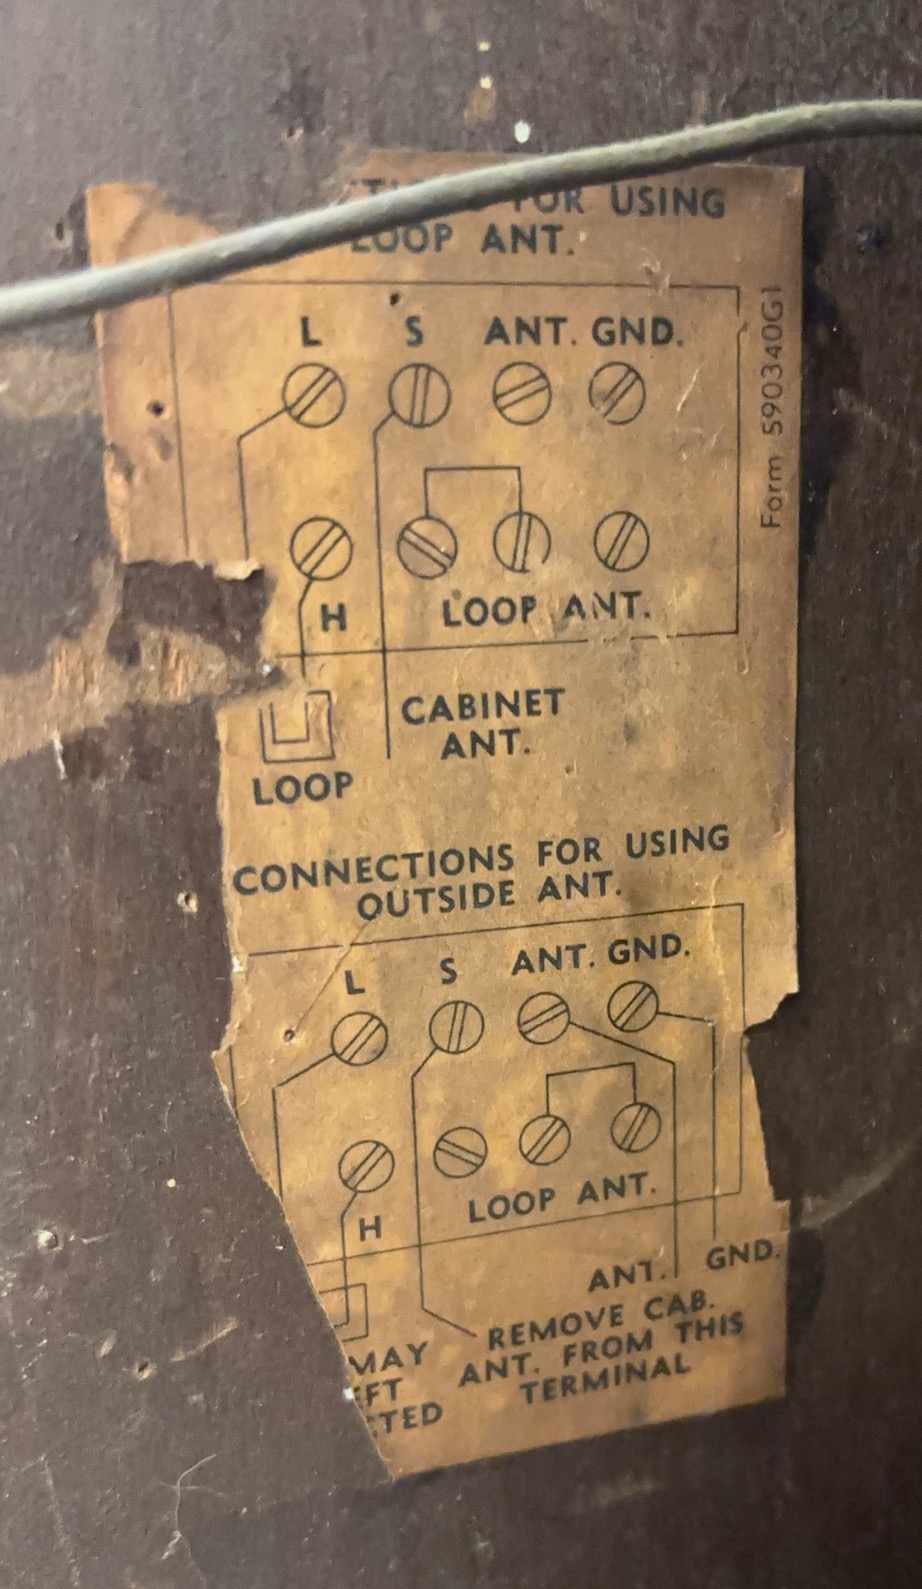 FOR USING
LOOP ANT.
L S ANT. GND.
H LOOP ANT.
Form S90340G1
CABINET
ANT.
LOOP
CONNECTIONS FOR USING
OUTSIDE ANT.
L S ANT. GND.
H LOOP ANT.
ANT. GND.
REMOVE CAB.
ANT. FROM THIS
TERMINAL
MAY